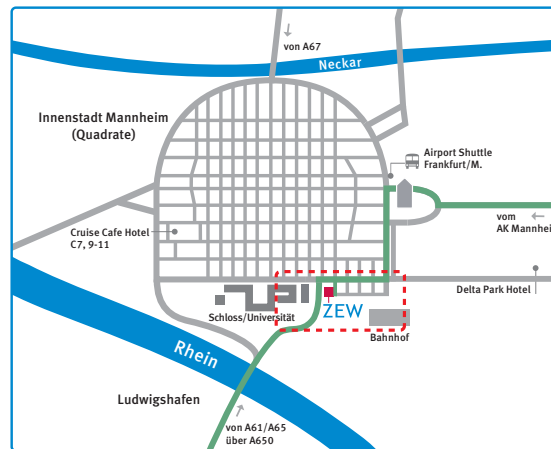 von A67
Neckar
Innenstadt Mannheim
(Quadrate)
Airport Shuttle
Frankfurt/M.
vom
AK Mannhei
Cruise Cafe Hotel
C7, 9-11
Delta Park Hotel
ZEW
Schloss/Universität
Bahnhof
Rhein
Ludwigshafen
von A61/A65
über A650